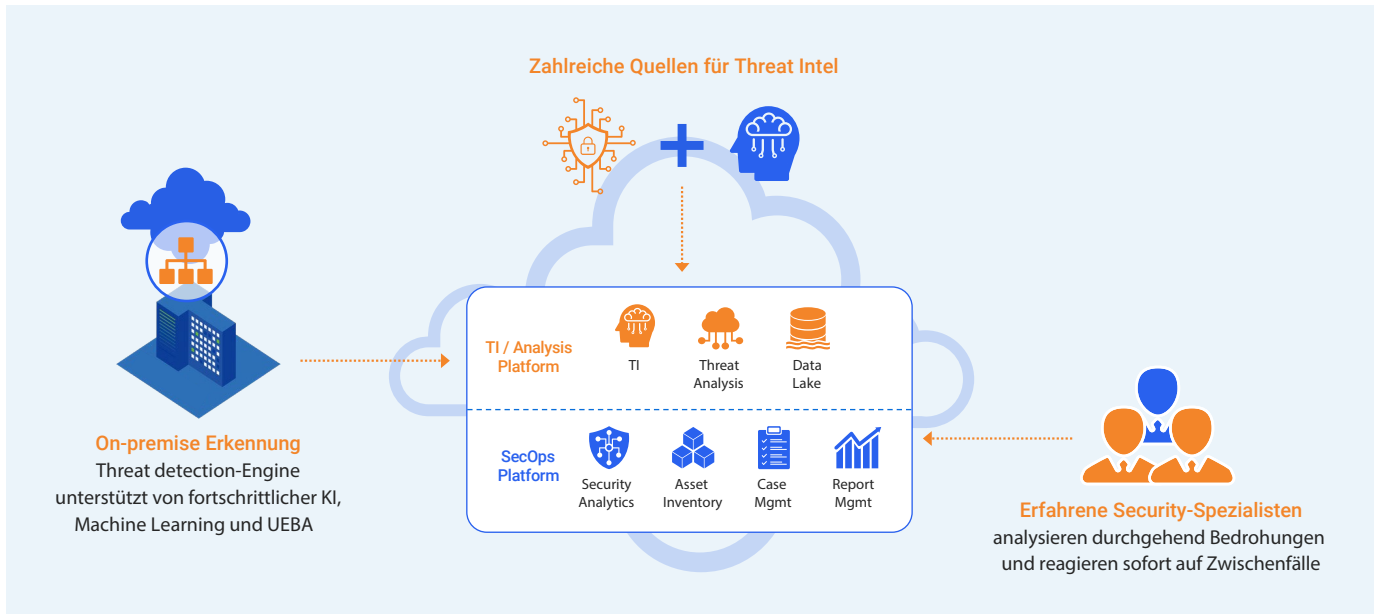 Zahlreiche Quellen für Threat Intel
On-premise Erkennung
Threat detection-Engine
unterstützt von fortschrittlicher KI,
Machine Learning und UEBA
TI / Analysis
Platform
TI
Threat
Analysis
Data
Lake
SecOps
Platform
Security
Analytics
Asset
Inventory
Case
Mgmt
Report
Mgmt
Erfahrene Security-Spezialisten
analysieren durchgehend Bedrohungen
und reagieren sofort auf Zwischenfälle